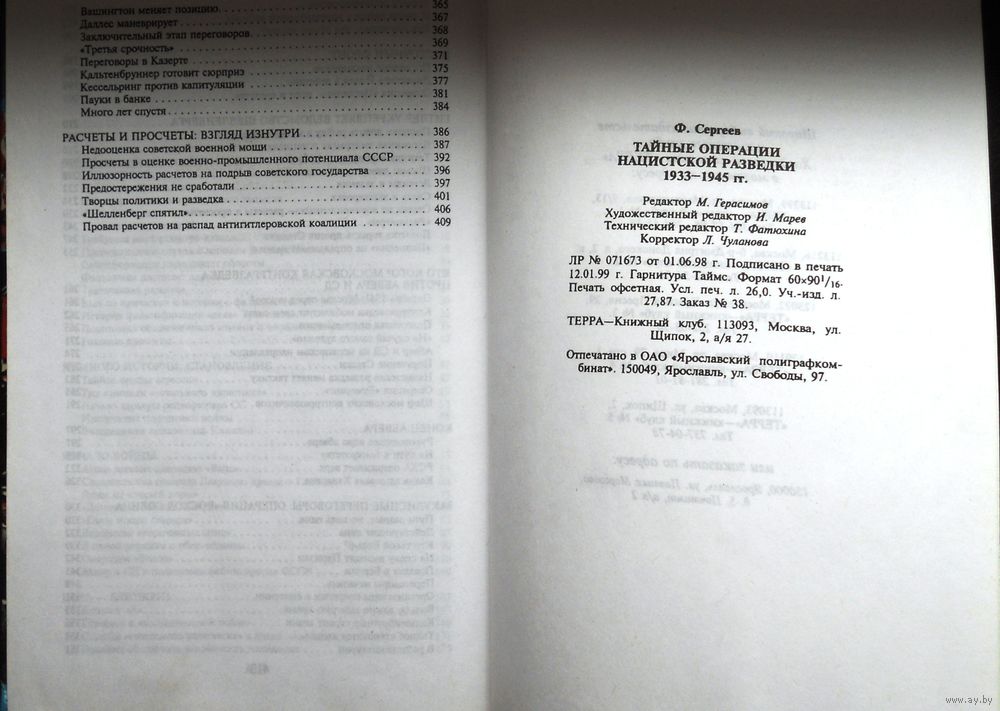 Вашингтон меняет позицию. . . . . . . . . . . . . . . . . . . . . . 365
Даллес маневрирует . . . . . . . . . . . . . . . . . . . . . . . . . 367
Заключительный этап переговоров. . . . . . . . . . . . . . . . . . . 368
«Третья срочность» . . . . . . . . . . . . . . . . . . . . . . . . . 369
Переговоры в Казерте . . . . . . . . . . . . . . . . . . . . . . . . 371
Кальтенбруннер готовит сюрприз . . . . . . . . . . . . . . . . . . . 375
Кессельринг против капитуляции . . . . . . . . . . . . . . . . . . . 377
Пауки в банке . . . . . . . . . . . . . . . . . . . . . . . . . . . 381
Много лет спустя . . . . . . . . . . . . . . . . . . . . . . . . . . 384
РАСЧЕТЫ И ПРОСЧЕТЫ: ВЗГЛЯД ИЗНУТРИ . . . . . . . . . . . . . . . . . 386
Недооценка советской военной мощи . . . . . . . . . . . . . . . . . 387
Просчеты в оценке военно-промышленного потенциала СССР. . . . . 392
Иллюзорность расчетов на подрыв советского государства . . . . . . 396
Предостережения не сработали . . . . . . . . . . . . . . . . . . . . 397
Творцы политики и разведка . . . . . . . . . . . . . . . . . . . . . 401
«Шелленберг спятил». . . . . . . . . . . . . . . . . . . . . . . . . 406
Провал расчетов на распад антигитлеровской коалиции . . . . . . . . 409
Ф. Сергеев
ТАЙНЫЕ ОПЕРАЦИИ
НАЦИСТСКОЙ РАЗВЕДКИ
1933—1945 гг.
Редактор М. Герасимов
Художественный редактор И. Марев
Технический редактор Т. Фатюхина
Корректор Л. Чуланова
ЛР № 071673 от 01.06.98 г. Подписано в печать
12.01.99 г. Гарнитура Таймс. Формат 60×90¹/₁₆.
Печать офсетная. Усл. печ. л. 26,0. Уч.-изд. л.
27,87. Заказ № 38.
ТЕРРА—Книжный клуб. 113093, Москва, ул.
Щипок, 2, а/я 27.
Отпечатано в ОАО «Ярославский полиграфком-
бинат». 150049, Ярославль, ул. Свободы, 97.
www.ay.by